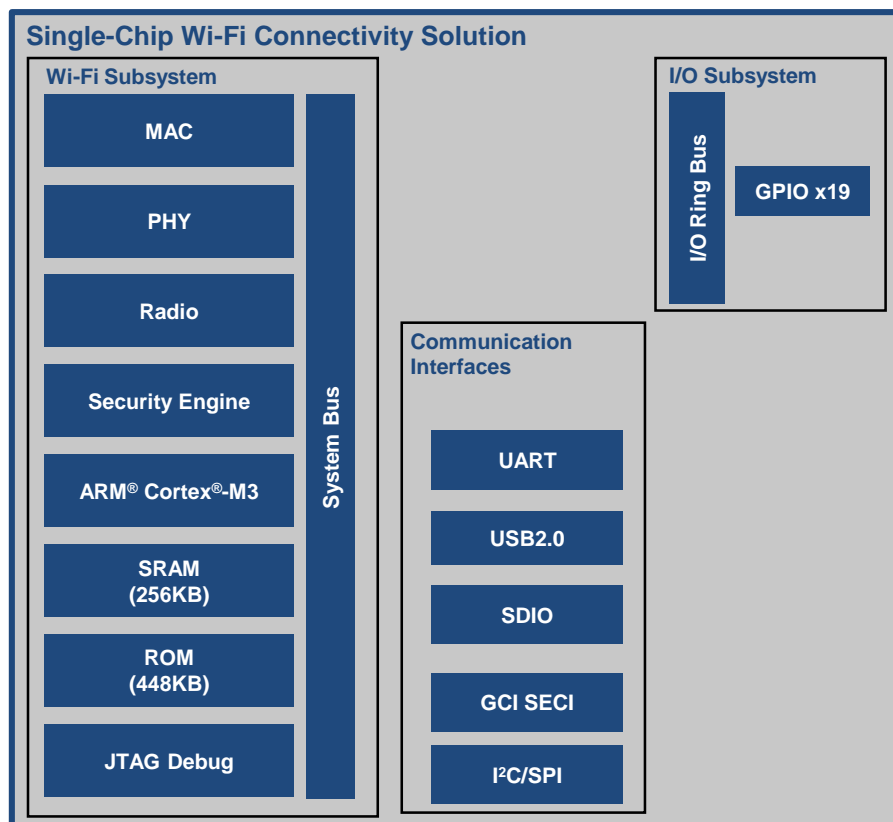 Single-Chip Wi-Fi Connectivity Solution
Wi-Fi Subsystem
MAC
PHY
Radio
Security Engine
ARM® Cortex®-M3
SRAM
(256KB)
ROM
(448KB)
JTAG Debug
System Bus
Communication
Interfaces
UART
USB2.0
SDIO
GCI SECI
I²C/SPI
I/O Subsystem
I/O Ring Bus
GPIO x19